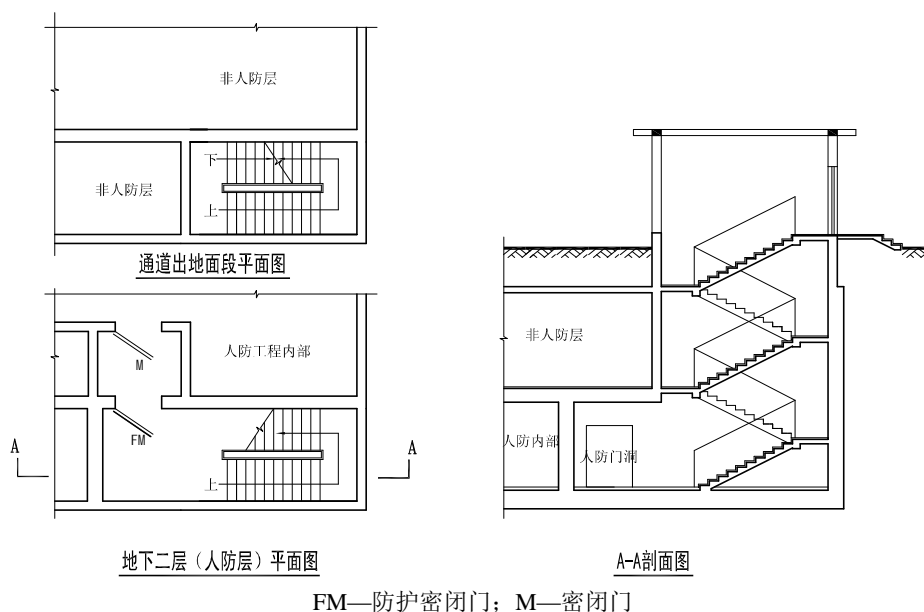 非人防层
下
非人防层
上
通道出地面段平面图
M
人防工程内部
FM
A
A
上
地下二层（人防层）平面图
非人防层
人防内部
人防门洞
A-A剖面图
FM—防护密闭门；M—密闭门